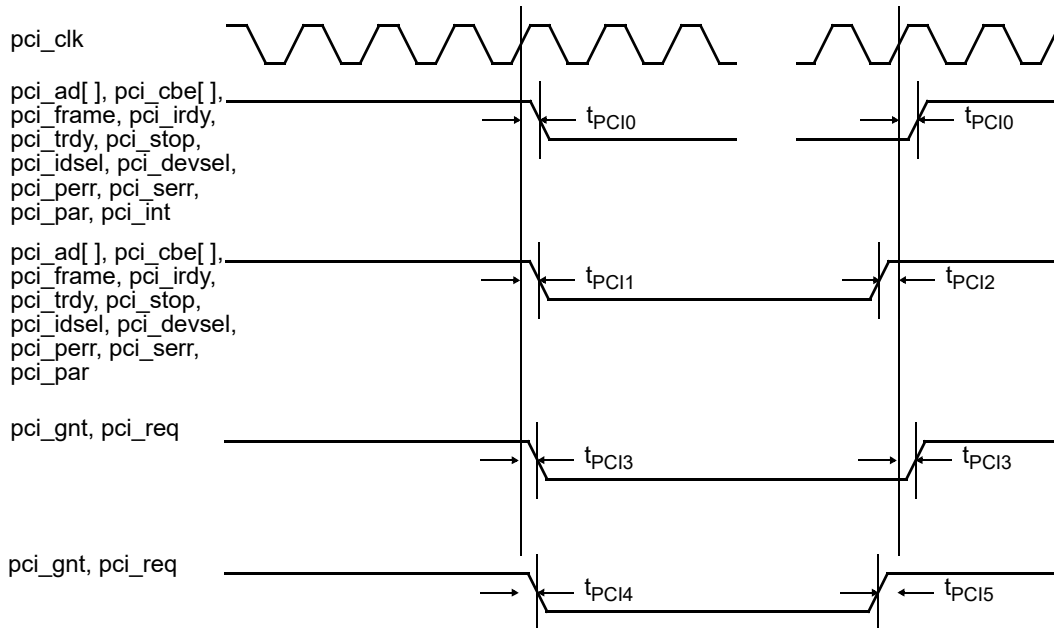 pci_clk
pci_ad[ ], pci_cbe[ ],
pci_frame, pci_irdy,
pci_trdy, pci_stop,
pci_idsel, pci_devsel,
pci_perr, pci_serr,
pci_par, pci_int
tPCI0
tPCI0
pci_ad[ ], pci_cbe[ ],
pci_frame, pci_irdy,
pci_trdy, pci_stop,
pci_idsel, pci_devsel,
pci_perr, pci_serr,
pci_par
tPCI1
tPCI2
pci_gnt, pci_req
tPCI3
tPCI3
pci_gnt, pci_req
tPCI4
tPCI5